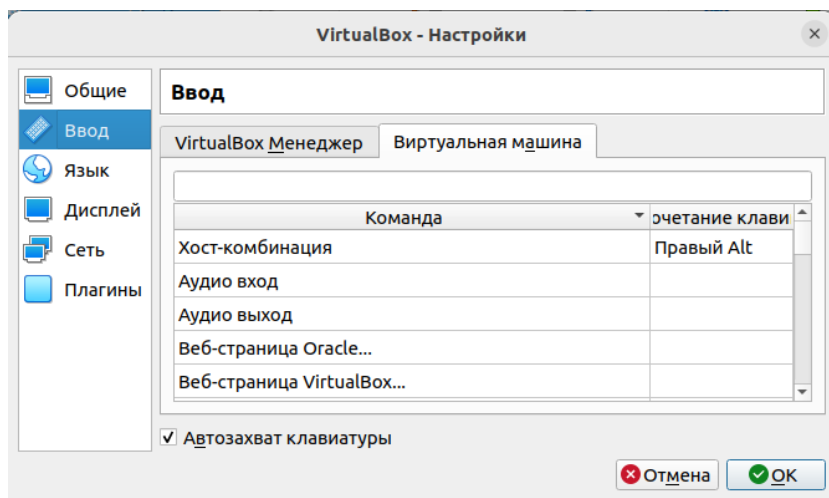 VirtualBox - Настройки
Общие
Ввод
Язык
Дисплей
Сеть
Плагины
Ввод
VirtualBox Менеджер
Виртуальная машина
Команда
очетание клави
Хост-комбинация
Правый Alt
Аудио вход
Аудио выход
Веб-страница Oracle...
Веб-страница VirtualBox...
Автозахват клавиатуры
Отмена
OK